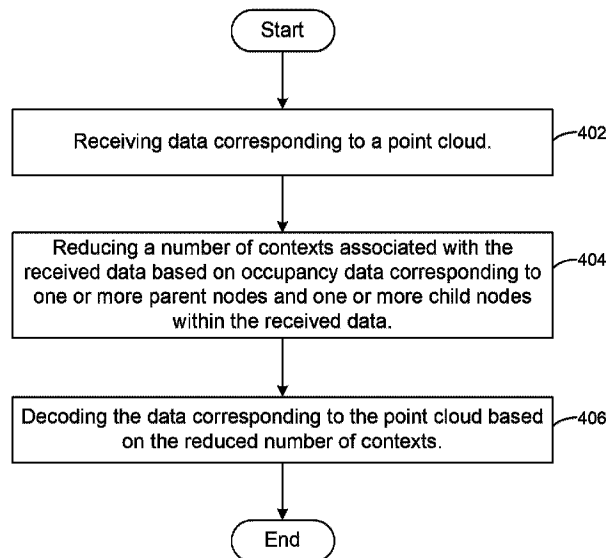 Start
Receiving data corresponding to a point cloud.
402
Reducing a number of contexts associated with the
received data based on occupancy data corresponding to
one or more parent nodes and one or more child nodes
within the received data.
404
Decoding the data corresponding to the point cloud based
on the reduced number of contexts.
406
End